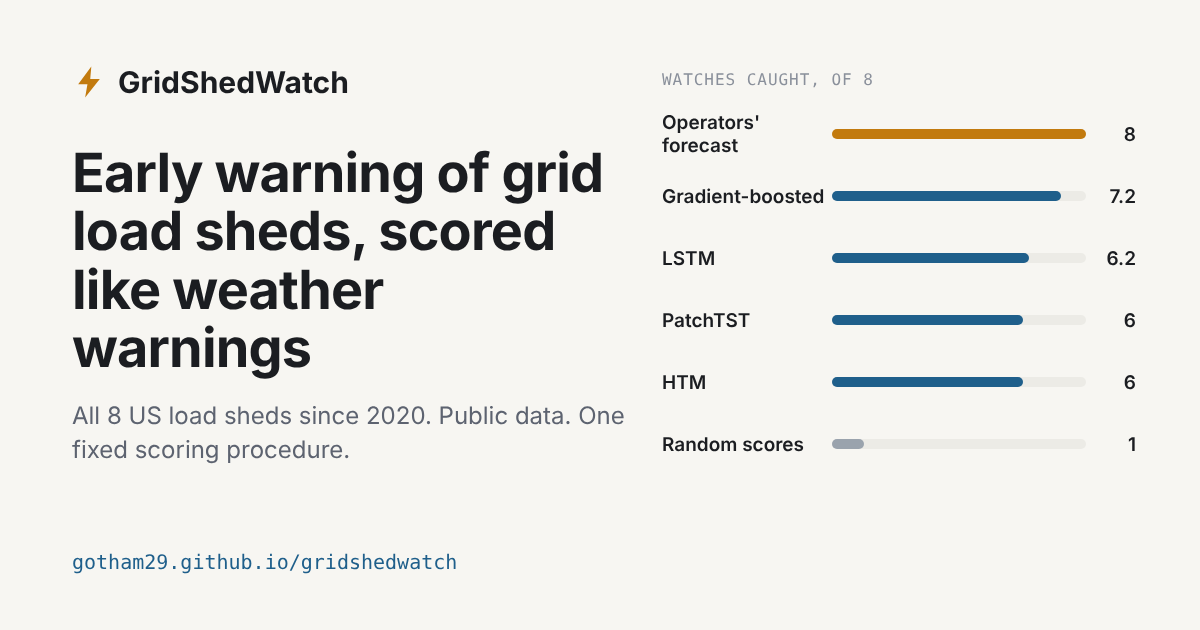 GridShedWatch
Early warning of grid
load sheds, scored
like weather
warnings
All 8 US load sheds since 2020. Public data. One
fixed scoring procedure.
gotham29.github.io/gridshedwatch
WATCHES CAUGHT, OF 8
Operators'
forecast
8
Gradient-boosted 7.2
LSTM 6.2
PatchTST 6
HTM 6
Random scores 1